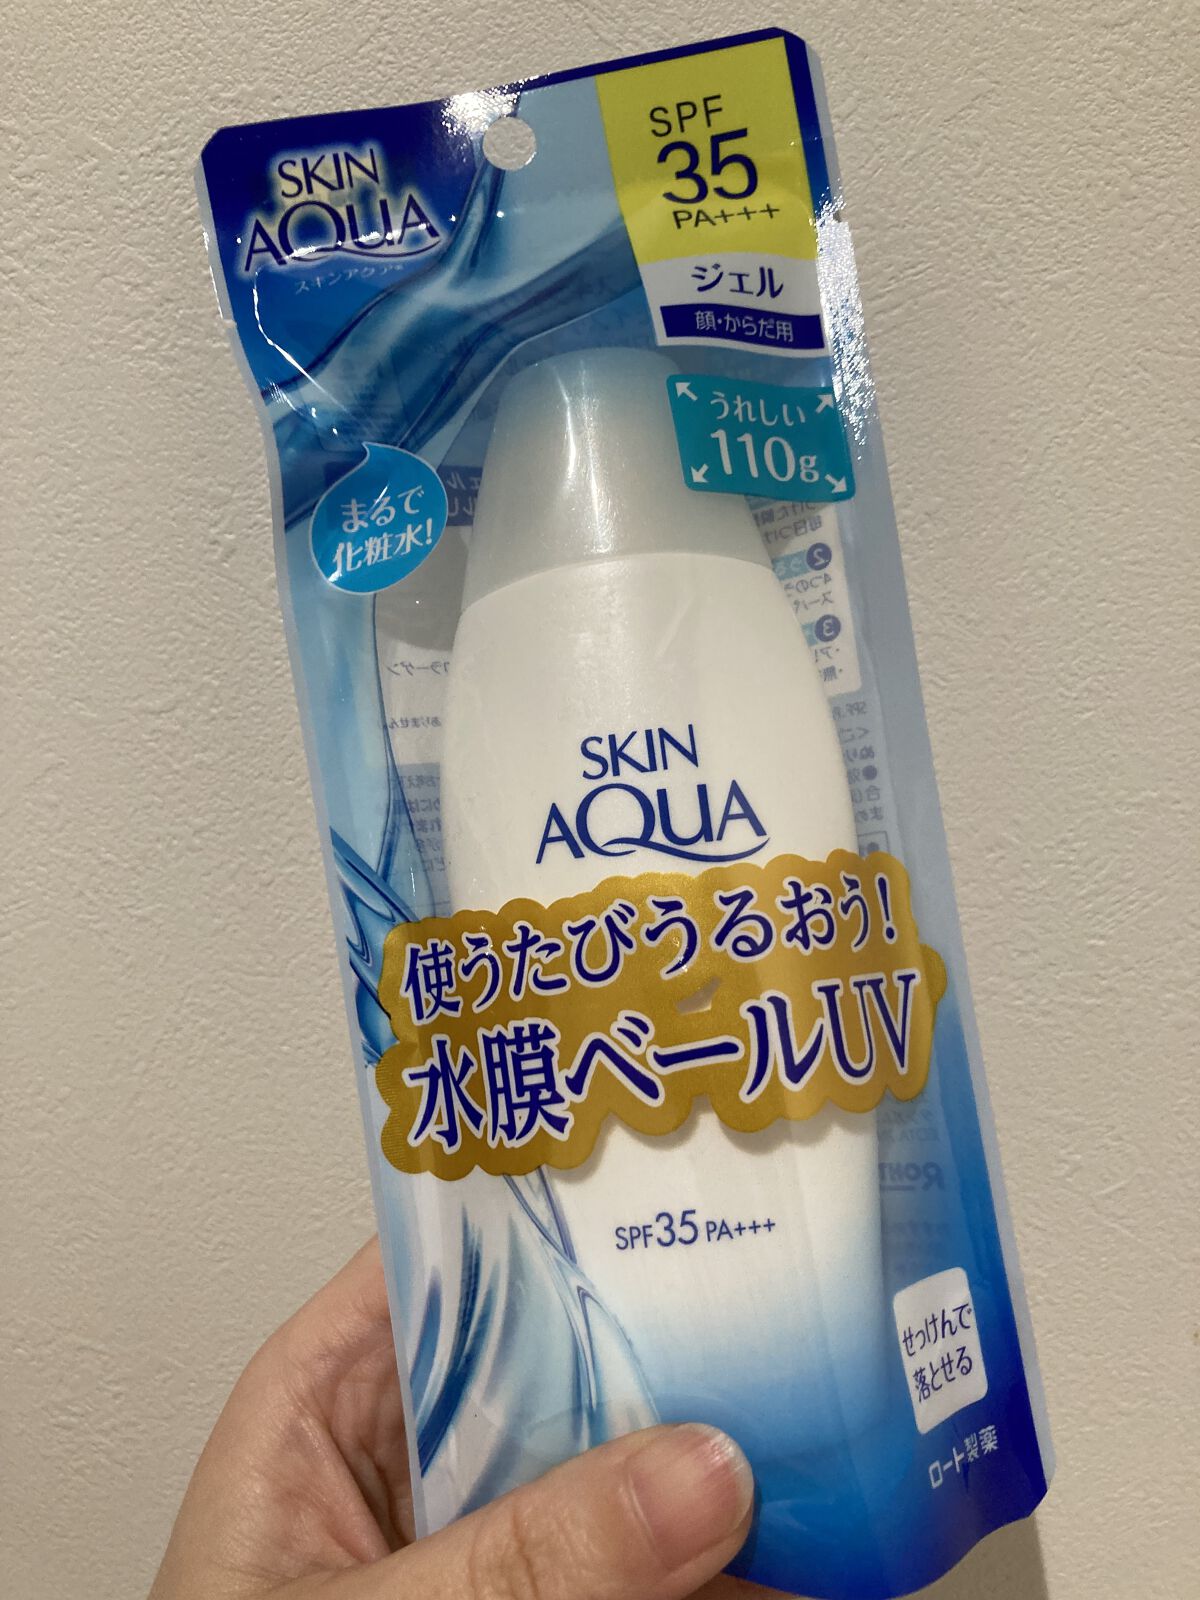 SKIN
AQUA
スキンアクア®
SPF
35
PA+++
ジェル
顔・からだ用
うれしい
110g
まるで
化粧水!
SKIN
AQUA
使うたびうるおう!
水膜ベールUV
SPF35 PA+++
せっけんで
落とせる
ロート製薬